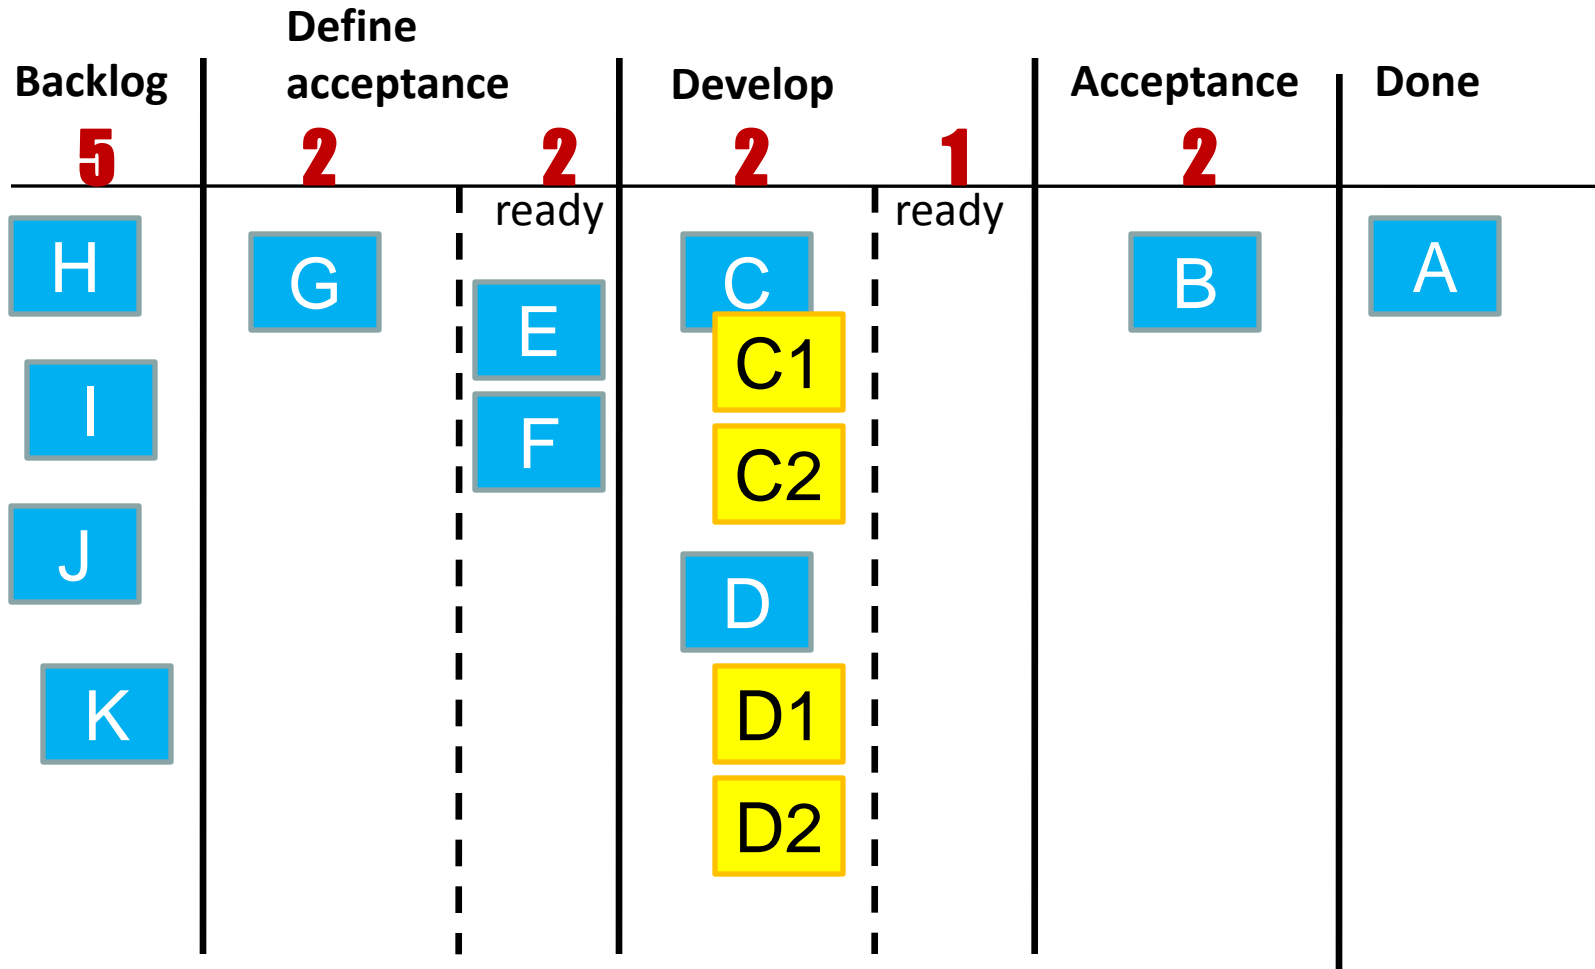 Define
Backlog acceptance Develop Acceptance Done
5 2 2 2 1 2
ready ready
H G C B A
E
C1
I
F
C2
J
D
K
D1
D2